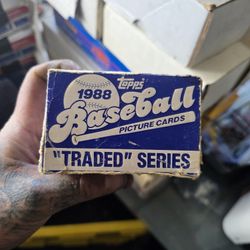 topps
1988
Baseball
PICTURE CARDS
"TRADED" SERIES